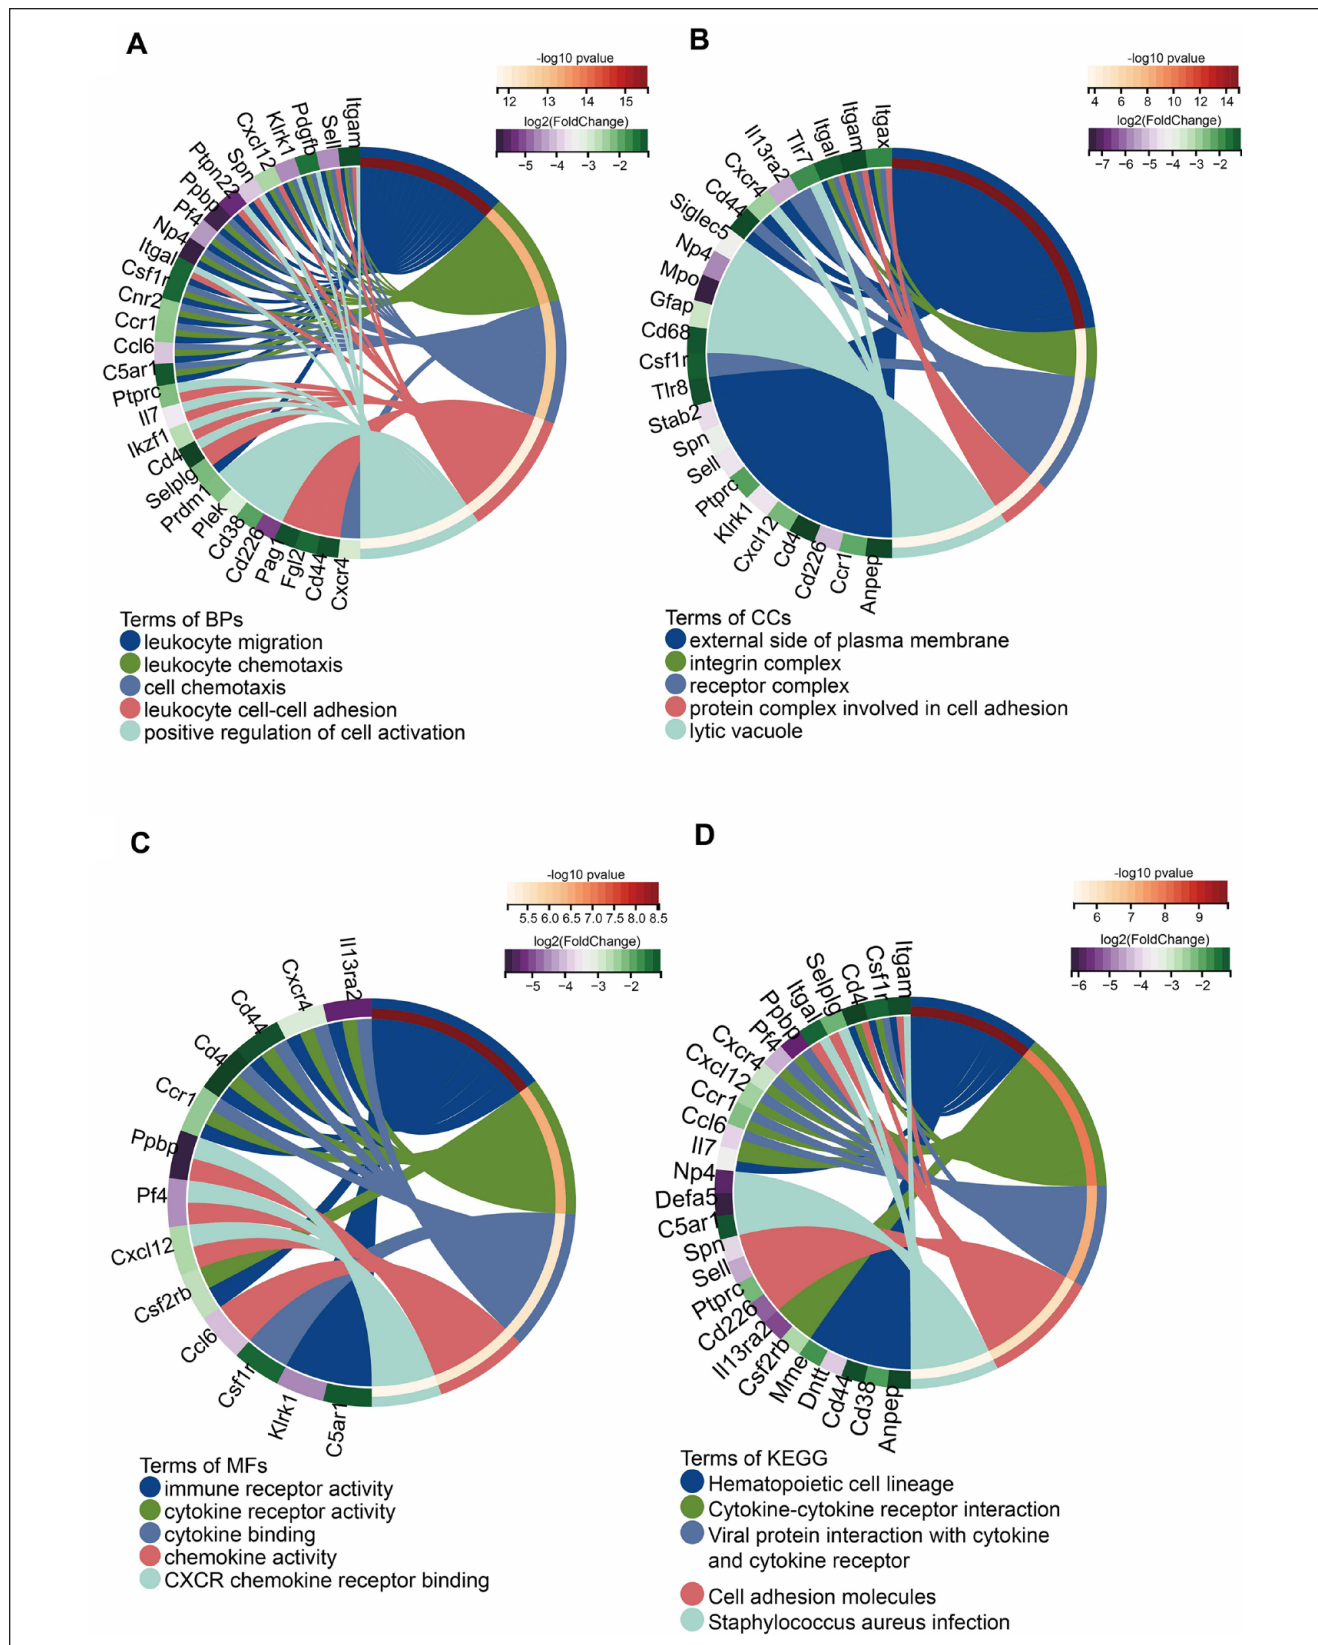 A
-log10 pvalue
12 13 14 15
log2(FoldChange)
−5 −4 −3 −2
Itgam
Sell
Pdgfb
Klrk1
Cxcl12
Spn
Ptpn22
Ppbp
Pf4
Np4
Itgal
Csf1r
Cnr2
Ccr1
Ccl6
C5ar1
Ptprc
Il7
Ikzf1
Cd4
Selplg
Prdm1
Plek
Cd38
Cd226
Pag1
Fgl2
Cd44
Cxcr4
Terms of BPs
leukocyte migration
leukocyte chemotaxis
cell chemotaxis
leukocyte cell-cell adhesion
positive regulation of cell activation
B
-log10 pvalue
4 6 8 10 12 14
log2(FoldChange)
−7 −6 −5 −4 −3 −2
Itgax
Itgam
Itgal
Tlr7
Il13ra2
Cxcr4
Cd44
Siglec5
Np4
Mpo
Gfap
Cd68
Csf1r
Tlr8
Stab2
Spn
Sell
Ptprc
Klrk1
Cxcl12
Cd4
Cd226
Ccr1
Anpep
Terms of CCs
external side of plasma membrane
integrin complex
receptor complex
protein complex involved in cell adhesion
lytic vacuole
C
-log10 pvalue
5.5 6.0 6.5 7.0 7.5 8.0 8.5
log2(FoldChange)
−5 −4 −3 −2
Il13ra2
Cxcr4
Cd44
Cd4
Ccr1
Ppbp
Pf4
Cxcl12
Csf2rb
Ccl6
Csf1r
Klrk1
C5ar1
Terms of MFs
immune receptor activity
cytokine receptor activity
cytokine binding
chemokine activity
CXCR chemokine receptor binding
D
-log10 pvalue
6 7 8 9
log2(FoldChange)
−6 −5 −4 −3 −2
Itgam
Csf1r
Cd4
Selplg
Itgal
Ppbp
Pf4
Cxcr4
Cxcl12
Ccr1
Ccl6
Il7
Np4
Defa5
C5ar1
Spn
Sell
Ptprc
Cd226
Il13ra2
Csf2rb
Mme
Dntt
Cd44
Cd38
Anpep
Terms of KEGG
Hematopoietic cell lineage
Cytokine-cytokine receptor interaction
Viral protein interaction with cytokine
and cytokine receptor
Cell adhesion molecules
Staphylococcus aureus infection